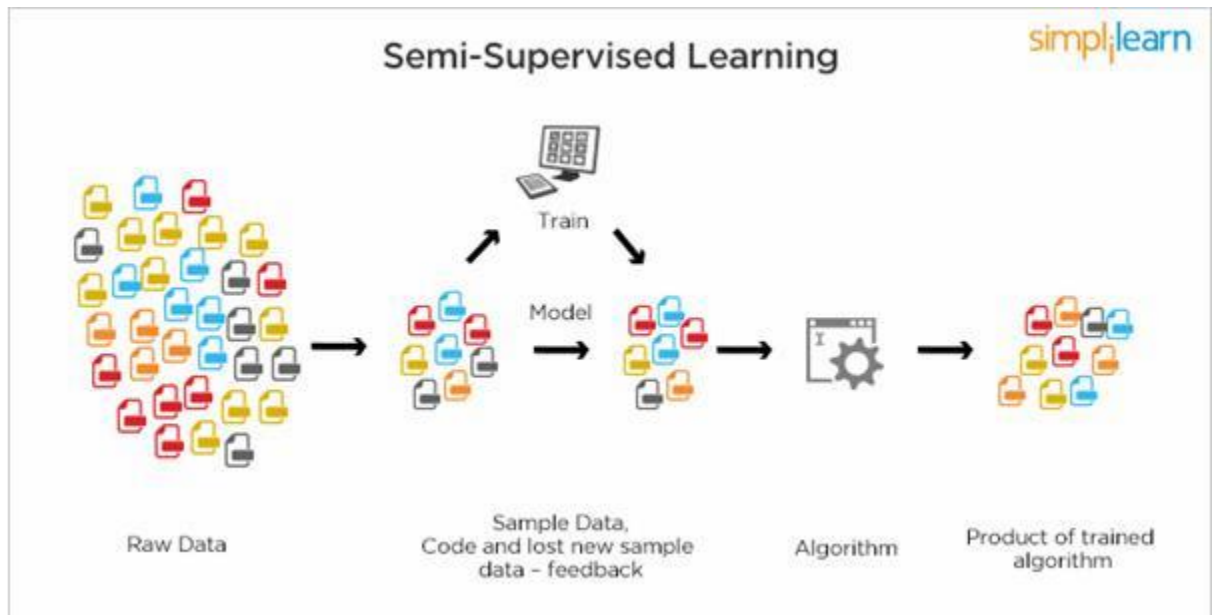 simplilearn
Semi-Supervised Learning
Train
Model
Raw Data
Sample Data,
Code and lost new sample
data – feedback
Algorithm
Product of trained
algorithm